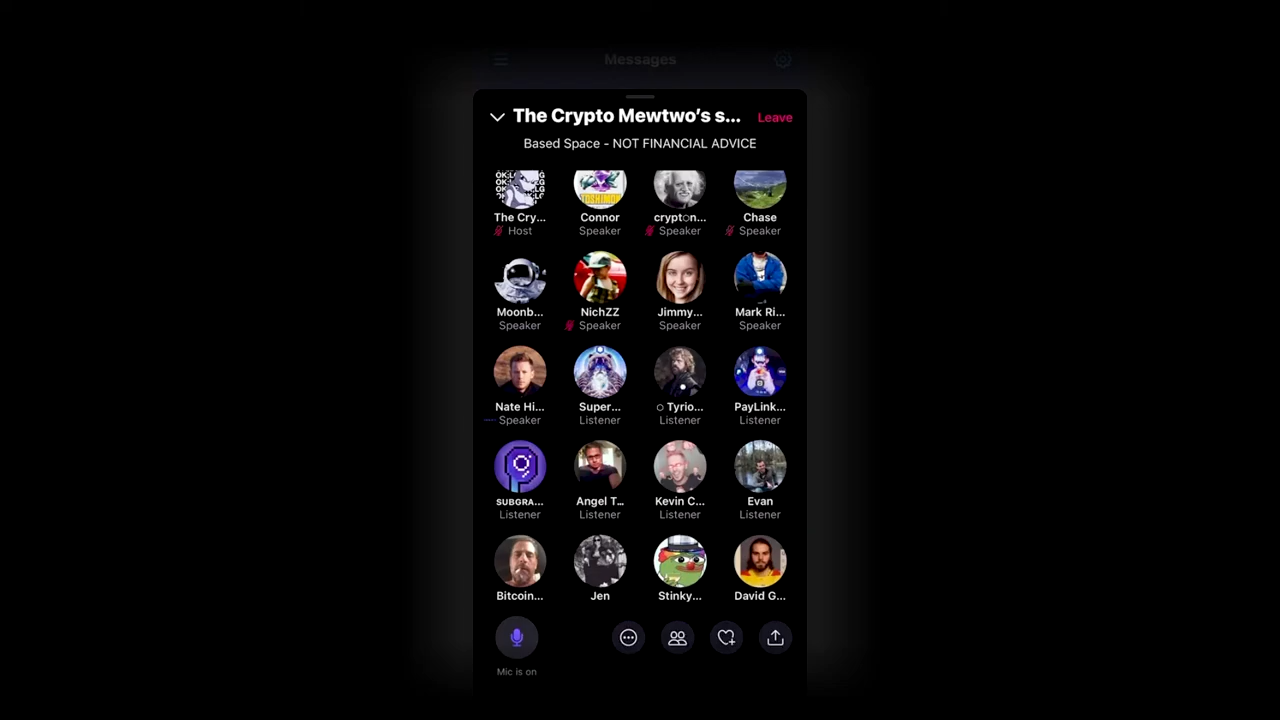 Messages
The Crypto Mewtwo's s... Leave
Based Space - NOT FINANCIAL ADVICE
The Cry... Connor crypt○n... Chase
Host Speaker Speaker Speaker
Moonb... NichZZ Jimmy... Mark Ri...
Speaker Speaker Speaker Speaker
Nate Hi... Super... ○ Tyrio... PayLink...
Speaker Listener Listener Listener
sᴜʙɢʀᴀ... Angel T... Kevin C... Evan
Listener Listener Listener Listener
Bitcoin... Jen Stinky... David G...
Mic is on